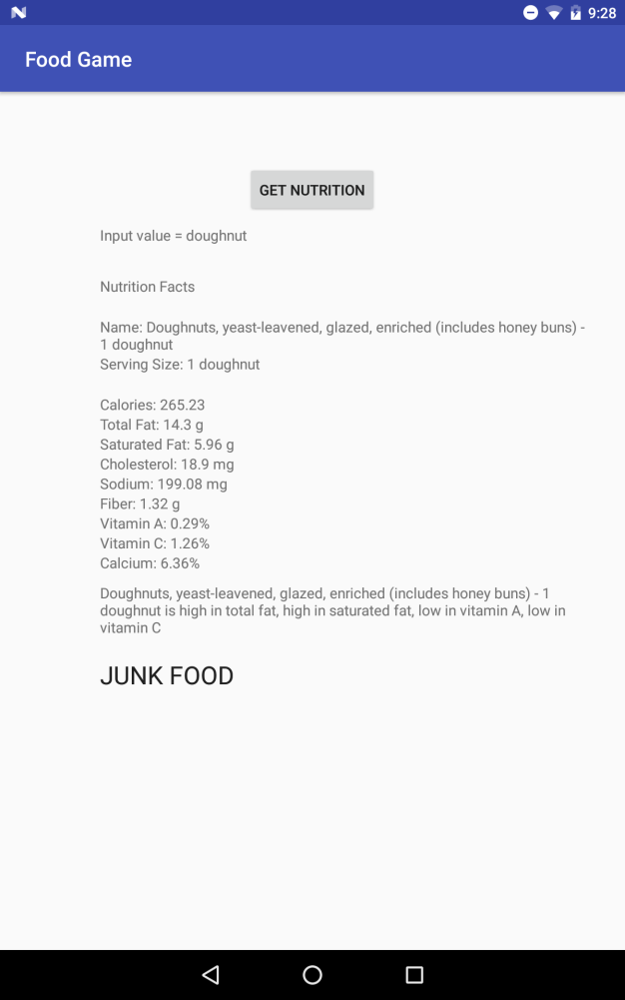 9:28
Food Game
GET NUTRITION
Input value = doughnut
Nutrition Facts
Name: Doughnuts, yeast-leavened, glazed, enriched (includes honey buns) -
1 doughnut
Serving Size: 1 doughnut
Calories: 265.23
Total Fat: 14.3 g
Saturated Fat: 5.96 g
Cholesterol: 18.9 mg
Sodium: 199.08 mg
Fiber: 1.32 g
Vitamin A: 0.29%
Vitamin C: 1.26%
Calcium: 6.36%
Doughnuts, yeast-leavened, glazed, enriched (includes honey buns) - 1
doughnut is high in total fat, high in saturated fat, low in vitamin A, low in
vitamin C
JUNK FOOD